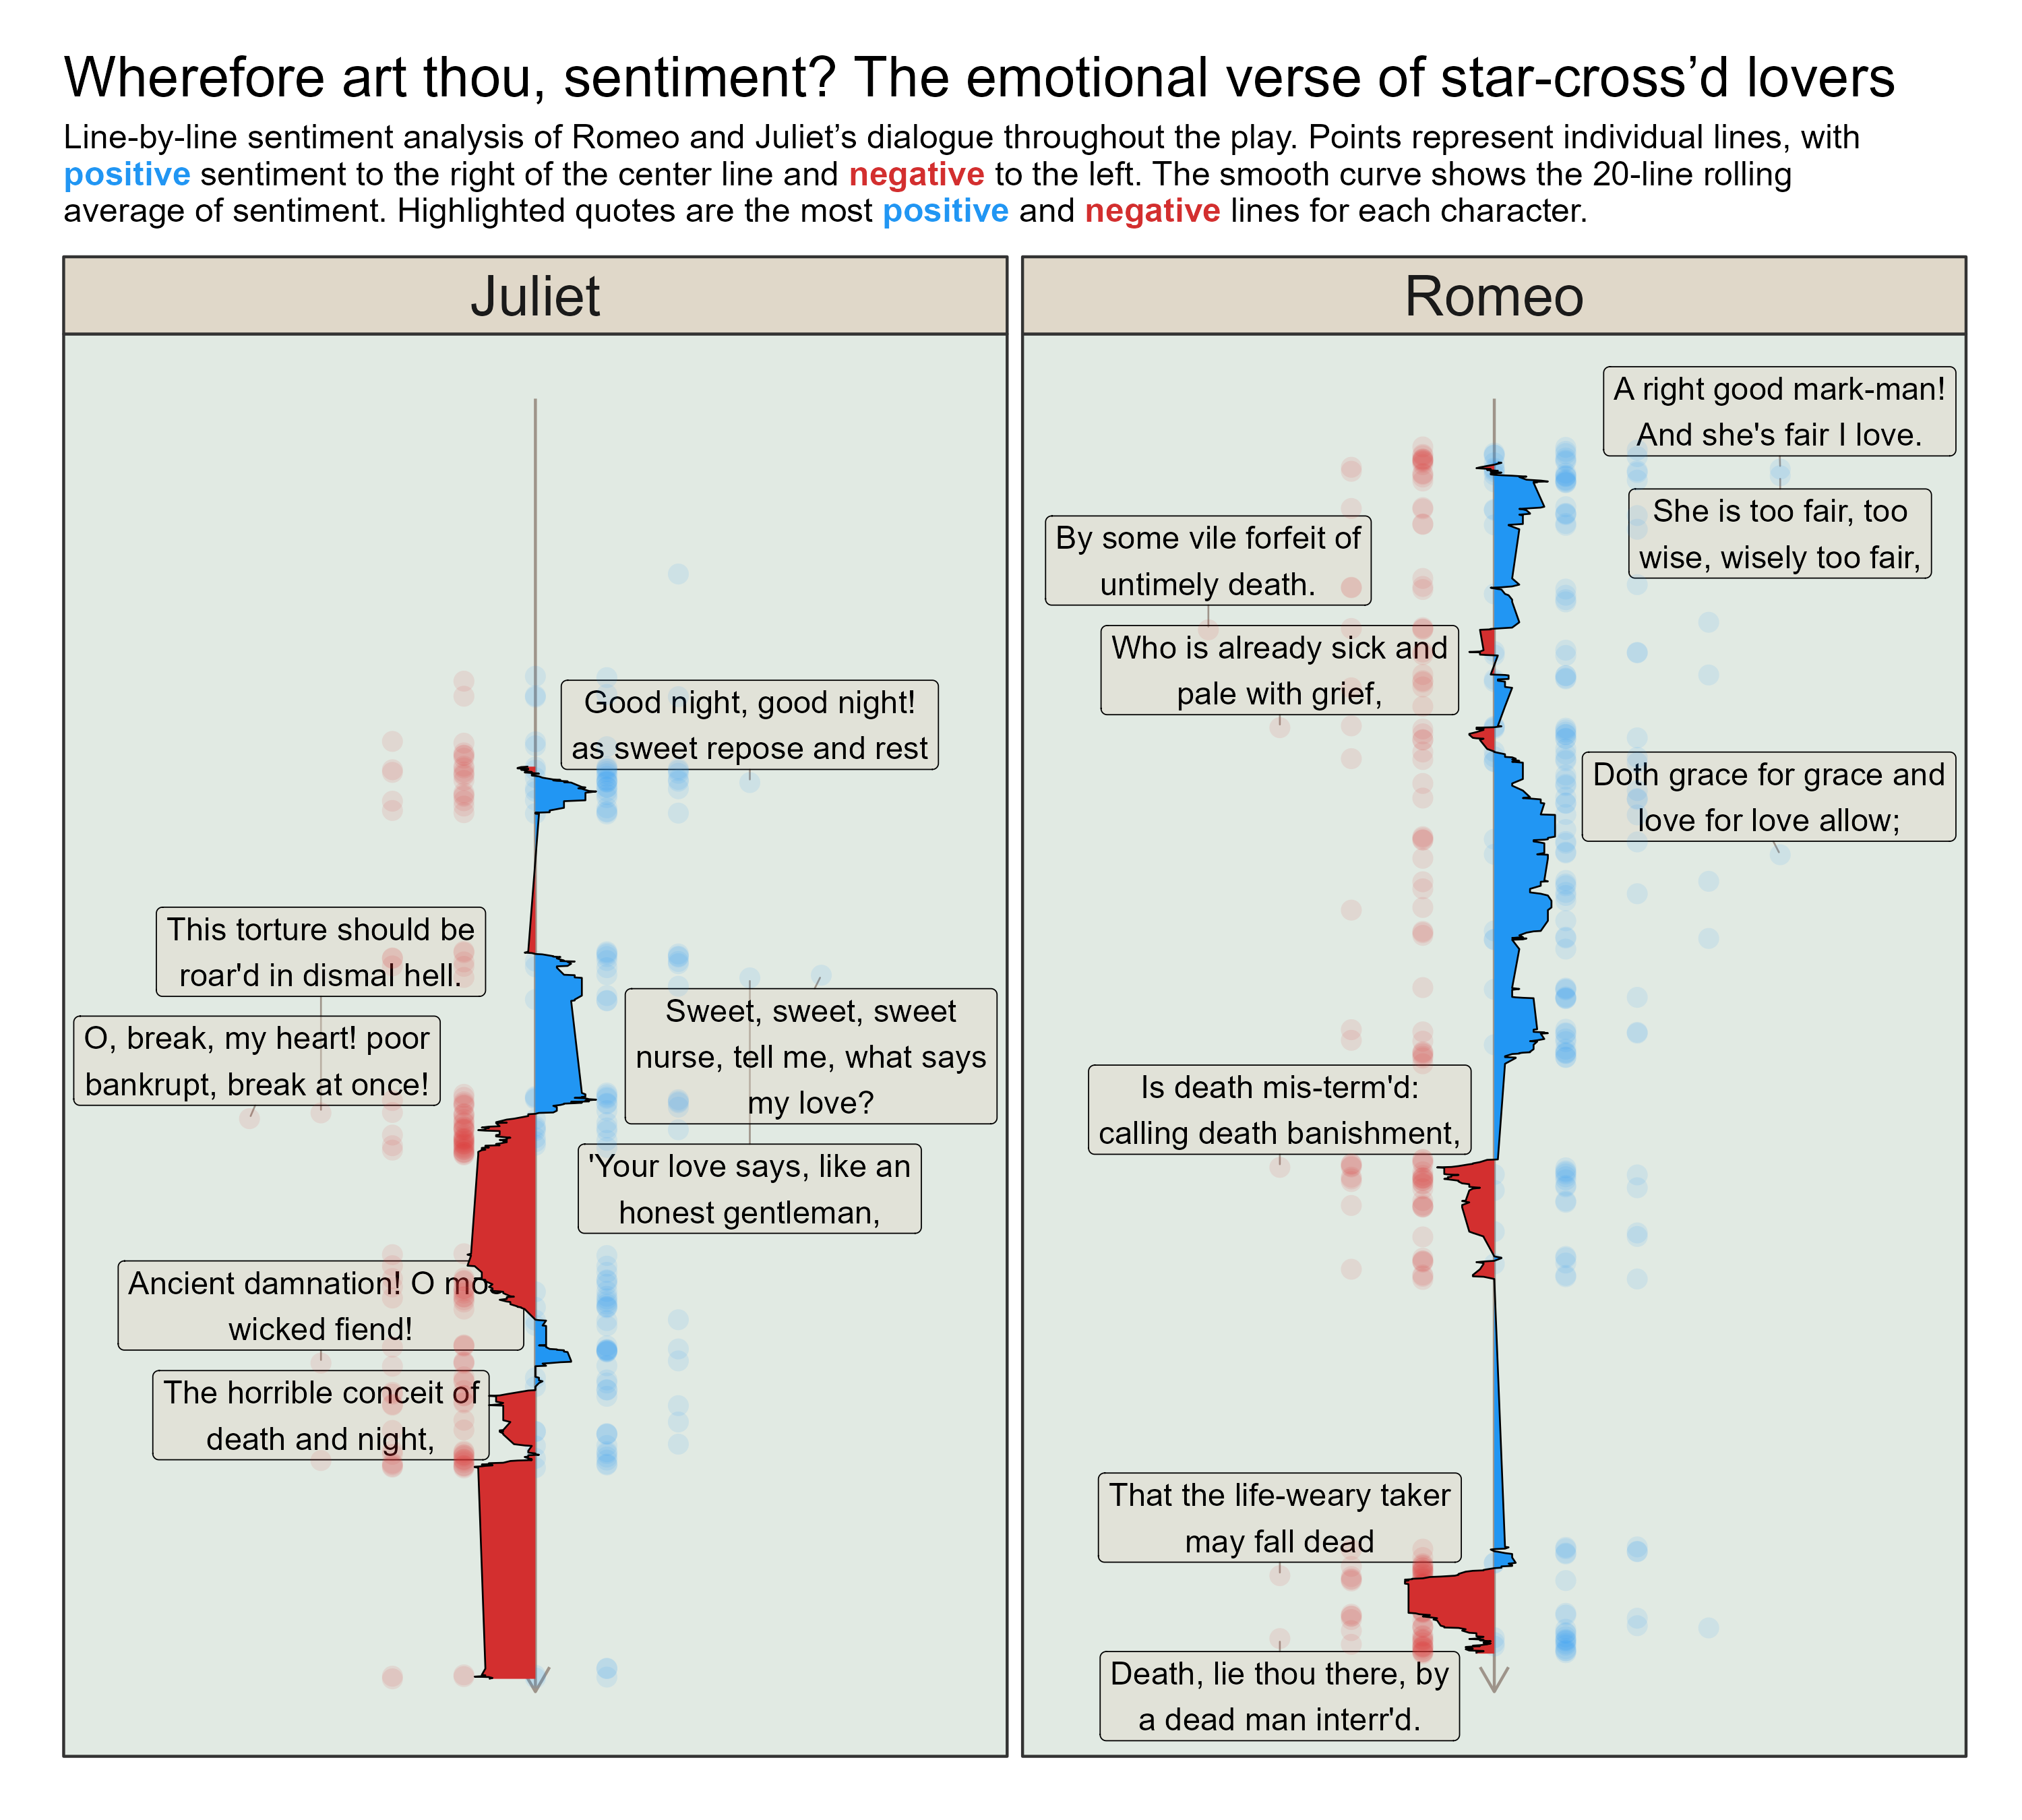 Wherefore art thou, sentiment? The emotional verse of star-cross’d lovers
Line-by-line sentiment analysis of Romeo and Juliet’s dialogue throughout the play. Points represent individual lines, with
positive sentiment to the right of the center line and negative to the left. The smooth curve shows the 20-line rolling
average of sentiment. Highlighted quotes are the most positive and negative lines for each character.
Juliet
Good night, good night!
as sweet repose and rest
This torture should be
roar'd in dismal hell.
O, break, my heart! poor
bankrupt, break at once!
Sweet, sweet, sweet
nurse, tell me, what says
my love?
'Your love says, like an
honest gentleman,
Ancient damnation! O mo
wicked fiend!
The horrible conceit of
death and night,
Romeo
A right good mark-man!
And she's fair I love.
She is too fair, too
wise, wisely too fair,
By some vile forfeit of
untimely death.
Who is already sick and
pale with grief,
Doth grace for grace and
love for love allow;
Is death mis-term'd:
calling death banishment,
That the life-weary taker
may fall dead
Death, lie thou there, by
a dead man interr'd.